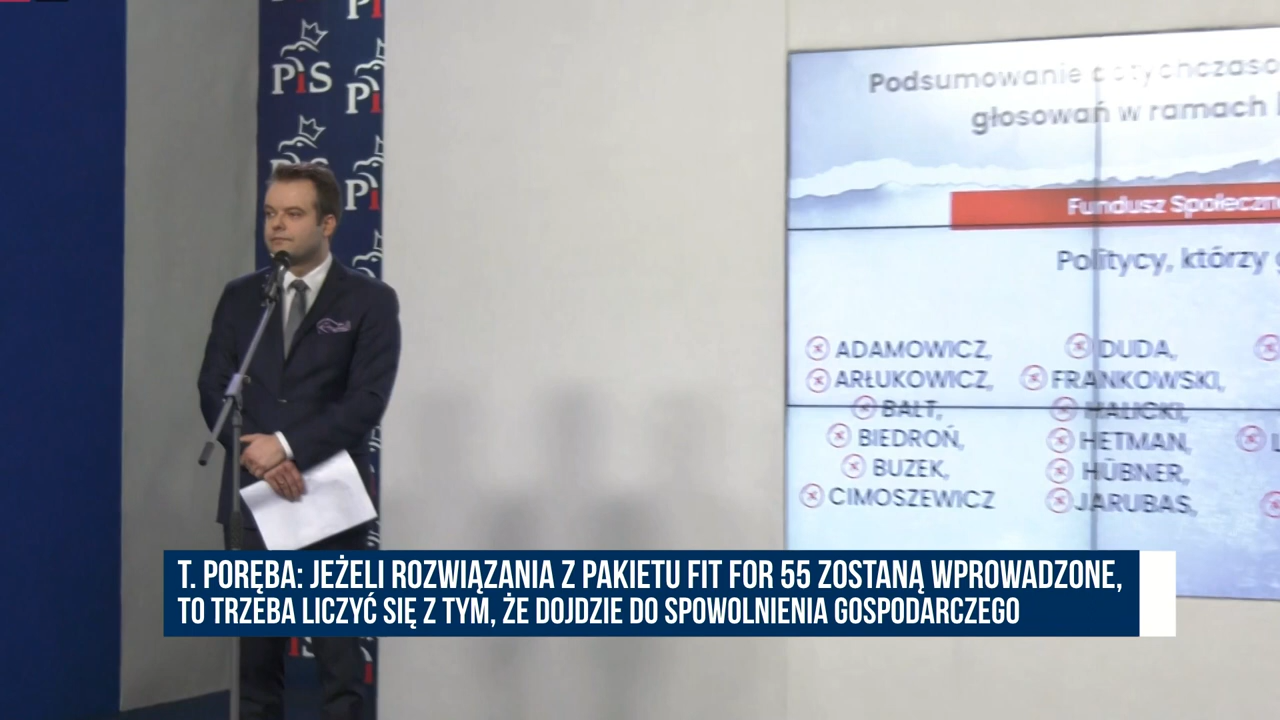 PiS
PiS
Podsumowanie dotychczaso
głosowań w ramach
Fundusz Społeczn
Politycy, którzy g
ADAMOWICZ, DUDA,
ARŁUKOWICZ, FRANKOWSKI,
BALT, HALICKI,
BIEDROŃ, HETMAN,
BUZEK, HÜBNER,
CIMOSZEWICZ JARUBAS,
T. PORĘBA: JEŻELI ROZWIĄZANIA Z PAKIETU FIT FOR 55 ZOSTANĄ WPROWADZONE,
TO TRZEBA LICZYĆ SIĘ Z TYM, ŻE DOJDZIE DO SPOWOLNIENIA GOSPODARCZEGO